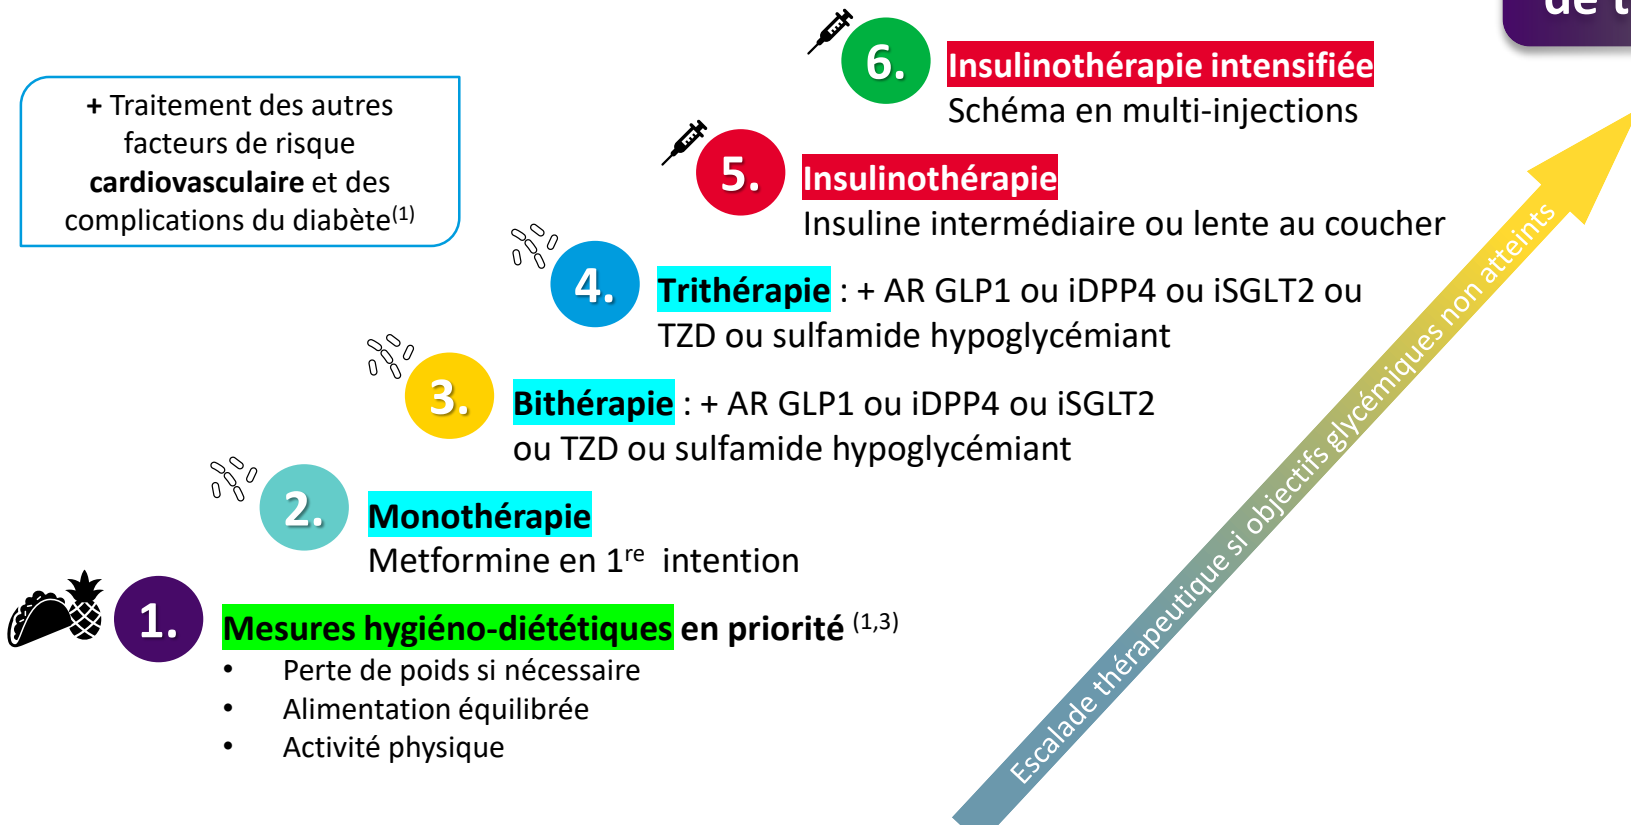 de t
6.
Insulinothérapie intensifiée
Schéma en multi-injections
+ Traitement des autres
facteurs de risque
cardiovasculaire et des
complications du diabète(1)
5.
Insulinothérapie
Insuline intermédiaire ou lente au coucher
4.
Trithérapie : + AR GLP1 ou iDPP4 ou iSGLT2 ou
TZD ou sulfamide hypoglycémiant
3.
Bithérapie : + AR GLP1 ou iDPP4 ou iSGLT2
ou TZD ou sulfamide hypoglycémiant
2.
Monothérapie
Metformine en 1re intention
1.
Mesures hygiéno-diététiques en priorité (1,3)
• Perte de poids si nécessaire
• Alimentation équilibrée
• Activité physique
Escalade thérapeutique si objectifs glycémiques non atteints